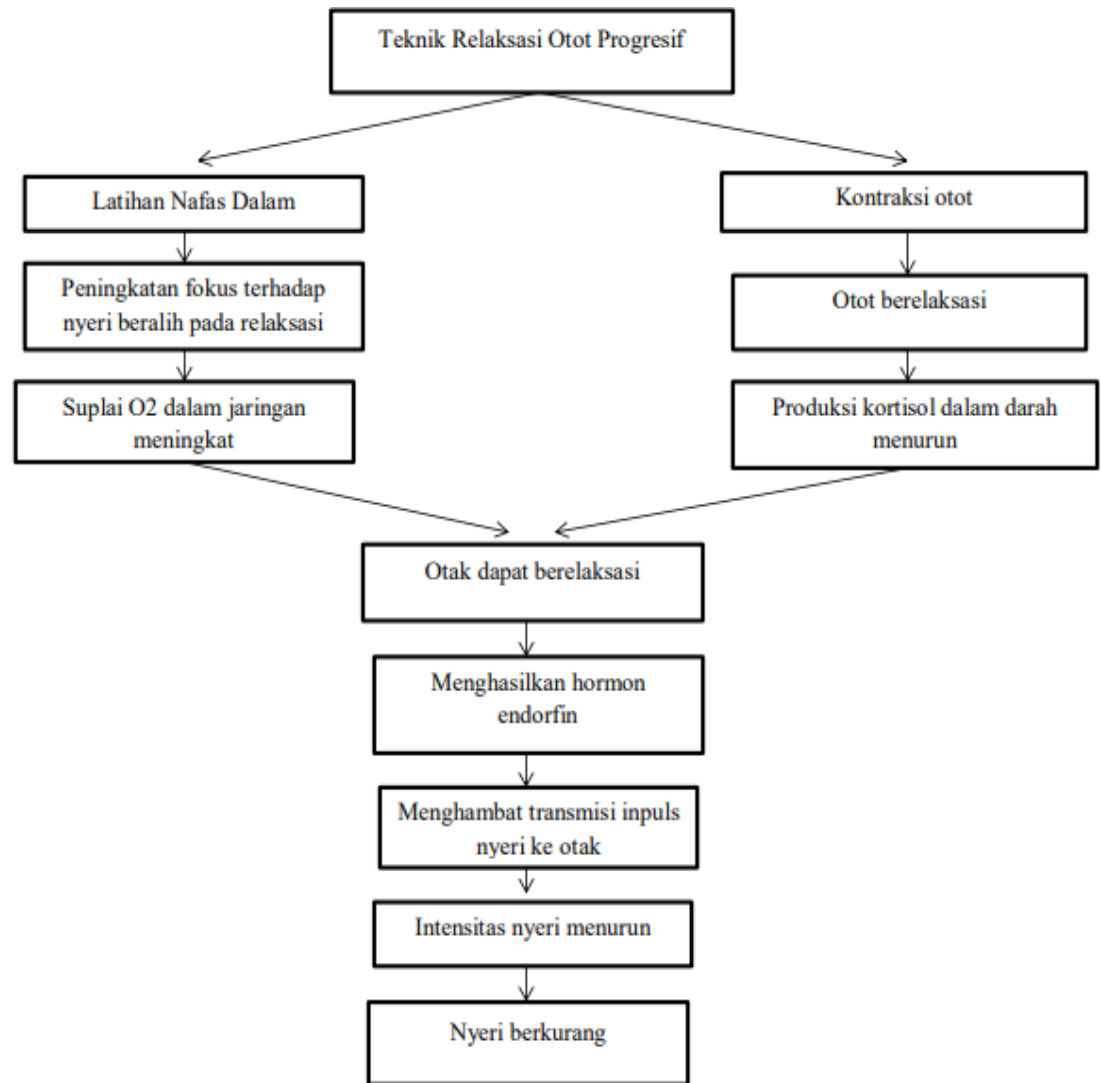 Teknik Relaksasi Otot Progresif
Latihan Nafas Dalam
Kontraksi otot
Peningkatan fokus terhadap
nyeri beralih pada relaksasi
Otot berelaksasi
Suplai O2 dalam jaringan
meningkat
Produksi kortisol dalam darah
menurun
Otak dapat berelaksasi
Menghasilkan hormon
endorfin
Menghambat transmisi inpuls
nyeri ke otak
Intensitas nyeri menurun
Nyeri berkurang